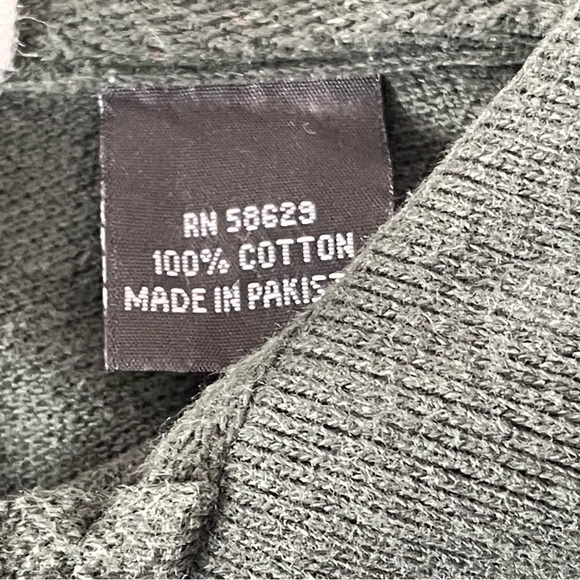 RN 58629
100% COTTON
MADE IN PAKIST